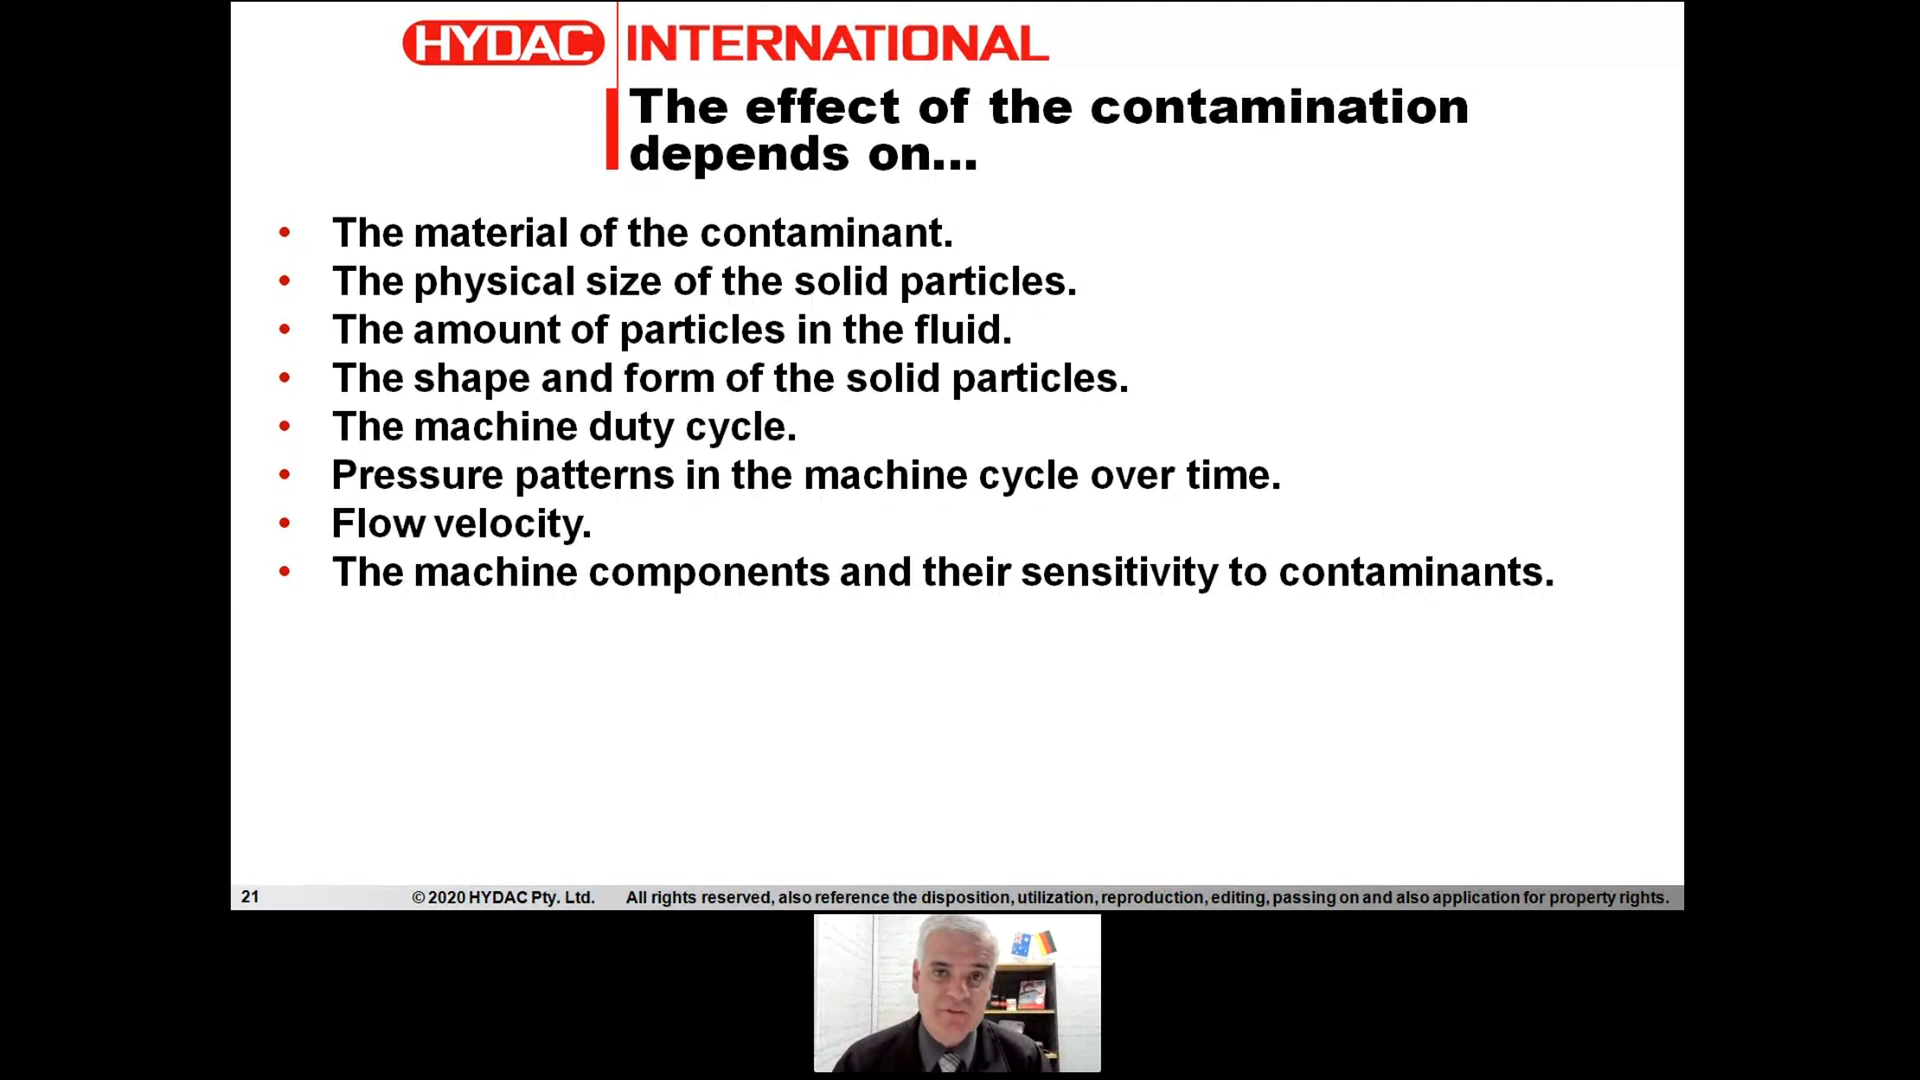 HYDAC INTERNATIONAL
The effect of the contamination
depends on...
• The material of the contaminant.
• The physical size of the solid particles.
• The amount of particles in the fluid.
• The shape and form of the solid particles.
• The machine duty cycle.
• Pressure patterns in the machine cycle over time.
• Flow velocity.
• The machine components and their sensitivity to contaminants.
21 © 2020 HYDAC Pty. Ltd. All rights reserved, also reference the disposition, utilization, reproduction, editing, passing on and also application for property rights.